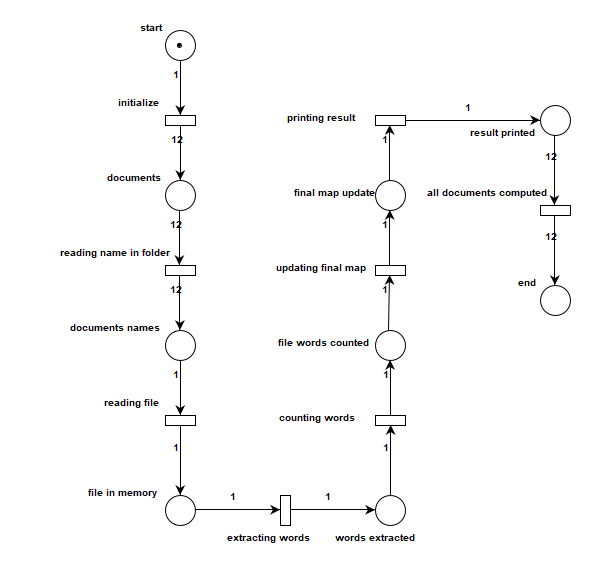 start
1
initialize
12
documents
12
reading name in folder
12
documents names
1
reading file
1
file in memory
1
extracting words
1
words extracted
1
counting words
1
file words counted
1
updating final map
1
final map update
1
printing result
1
result printed
12
all documents computed
12
end